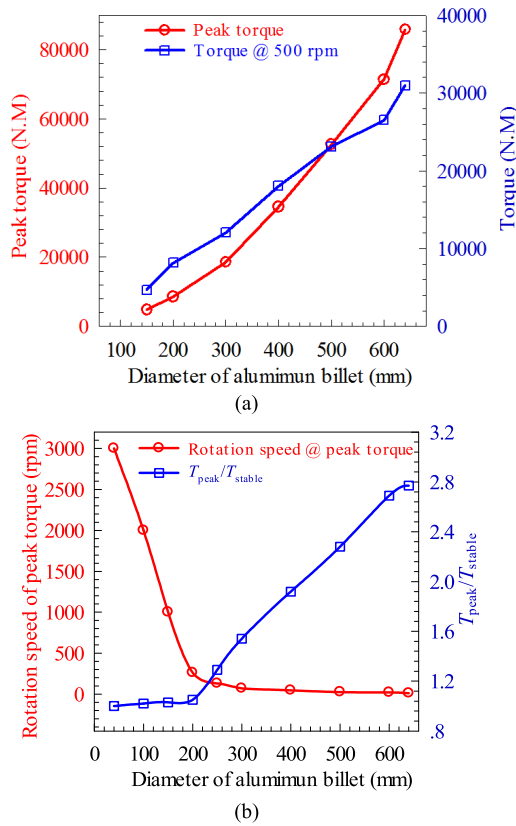 Peak torque
Torque @ 500 rpm
Peak torque (N.M)
80000
60000
40000
20000
0
Torque (N.M)
40000
30000
20000
10000
0
100 200 300 400 500 600
Diameter of alumimun billet (mm)
(a)
Rotation speed @ peak torque
Tpeak/Tstable
Rotation speed of peak torque (rpm)
3000
2500
2000
1500
1000
500
0
Tpeak/Tstable
3.2
2.8
2.4
2.0
1.6
1.2
.8
0 100 200 300 400 500 600
Diameter of alumimun billet (mm)
(b)